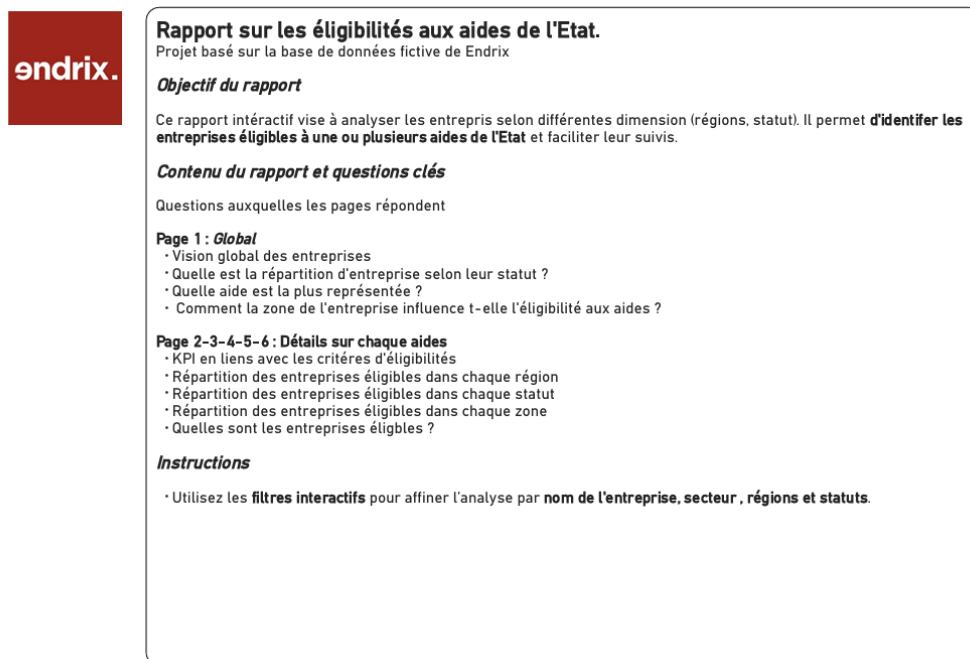 endrix.
Rapport sur les éligibilités aux aides de l'Etat.
Projet basé sur la base de données fictive de Endrix
Objectif du rapport
Ce rapport intéractif vise à analyser les entrepris selon différentes dimension (régions, statut). Il permet d'identifer les
entreprises éligibles à une ou plusieurs aides de l'Etat et faciliter leur suivis.
Contenu du rapport et questions clés
Questions auxquelles les pages répondent
Page 1 : Global
· Vision global des entreprises
· Quelle est la répartition d'entreprise selon leur statut ?
· Quelle aide est la plus représentée ?
· Comment la zone de l'entreprise influence t-elle l'éligibilité aux aides ?
Page 2-3-4-5-6 : Détails sur chaque aides
· KPI en liens avec les critéres d'éligibilités
· Répartition des entreprises éligibles dans chaque région
· Répartition des entreprises éligibles dans chaque statut
· Répartition des entreprises éligibles dans chaque zone
· Quelles sont les entreprises éligbles ?
Instructions
· Utilisez les filtres interactifs pour affiner l'analyse par nom de l'entreprise, secteur , régions et statuts.